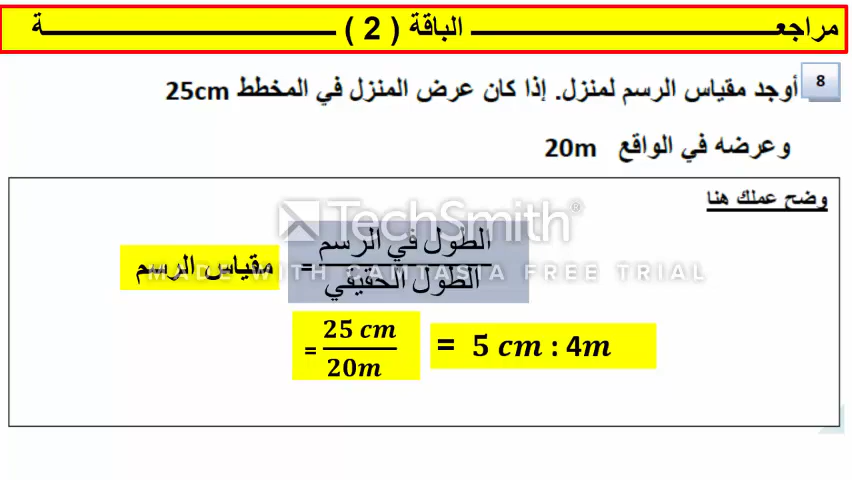 مراجعـــــــــــــــــــــــــــــــــ الباقة ( 2 ) ـــــــــــــــــــــــــــــــــــة
8 أوجد مقياس الرسم لمنزل. إذا كان عرض المنزل في المخطط 25cm
وعرضه في الواقع 20m
وضح عملك هنا
TechSmith®
MADE WITH CAMTASIA FREE TRIAL
مقياس الرسم = الطول في الرسم / الطول الحقيقي
= 25 cm / 20m = 5 cm : 4m